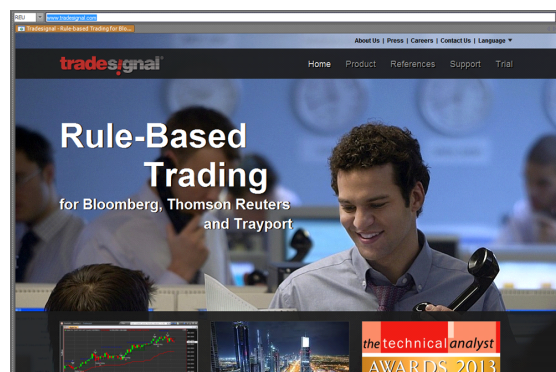 REU
www.tradesignal.com
Tradesignal - Rule-based Trading for Blo...
About Us | Press | Careers | Contact Us | Language
tradesignal
Home Product References Support Trial
Rule-Based
Trading
for Bloomberg, Thomson Reuters
and Trayport
the technical analyst
AWARDS 2013